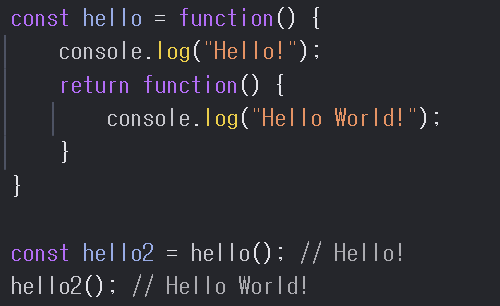 const hello = function() {
    console.log("Hello!");
    return function() {
        console.log("Hello World!");
    }
}

const hello2 = hello(); // Hello!
hello2(); // Hello World!